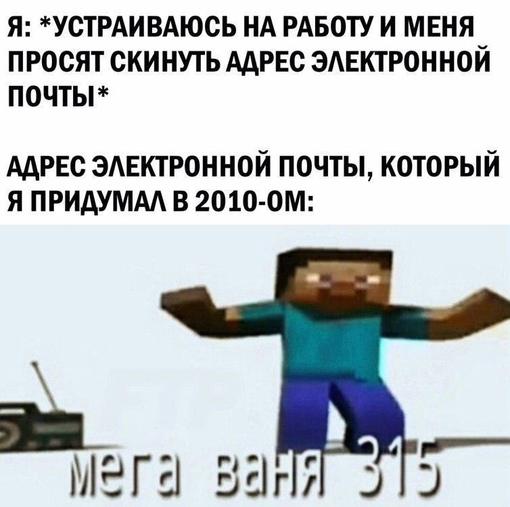 Я: *УСТРАИВАЮСЬ НА РАБОТУ И МЕНЯ
ПРОСЯТ СКИНУТЬ АДРЕС ЭЛЕКТРОННОЙ
ПОЧТЫ*
АДРЕС ЭЛЕКТРОННОЙ ПОЧТЫ, КОТОРЫЙ
Я ПРИДУМАЛ В 2010-ОМ:
мега ваня 315